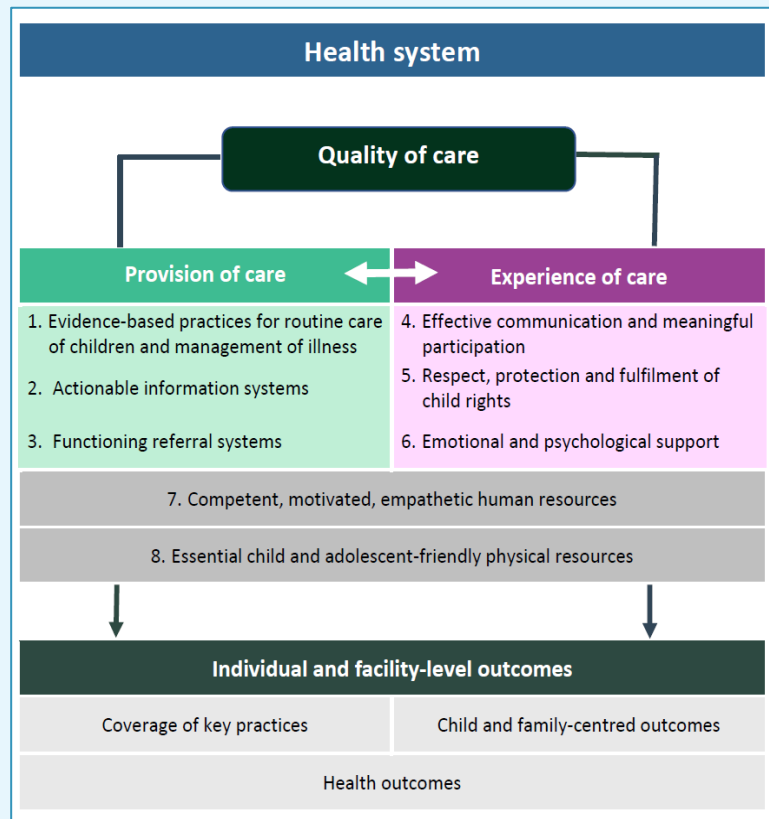 Health system
Quality of care
Provision of care
Experience of care
1. Evidence-based practices for routine care
of children and management of illness
2. Actionable information systems
3. Functioning referral systems
4. Effective communication and meaningful
participation
5. Respect, protection and fulfilment of
child rights
6. Emotional and psychological support
7. Competent, motivated, empathetic human resources
8. Essential child and adolescent-friendly physical resources
Individual and facility-level outcomes
Coverage of key practices
Child and family-centred outcomes
Health outcomes